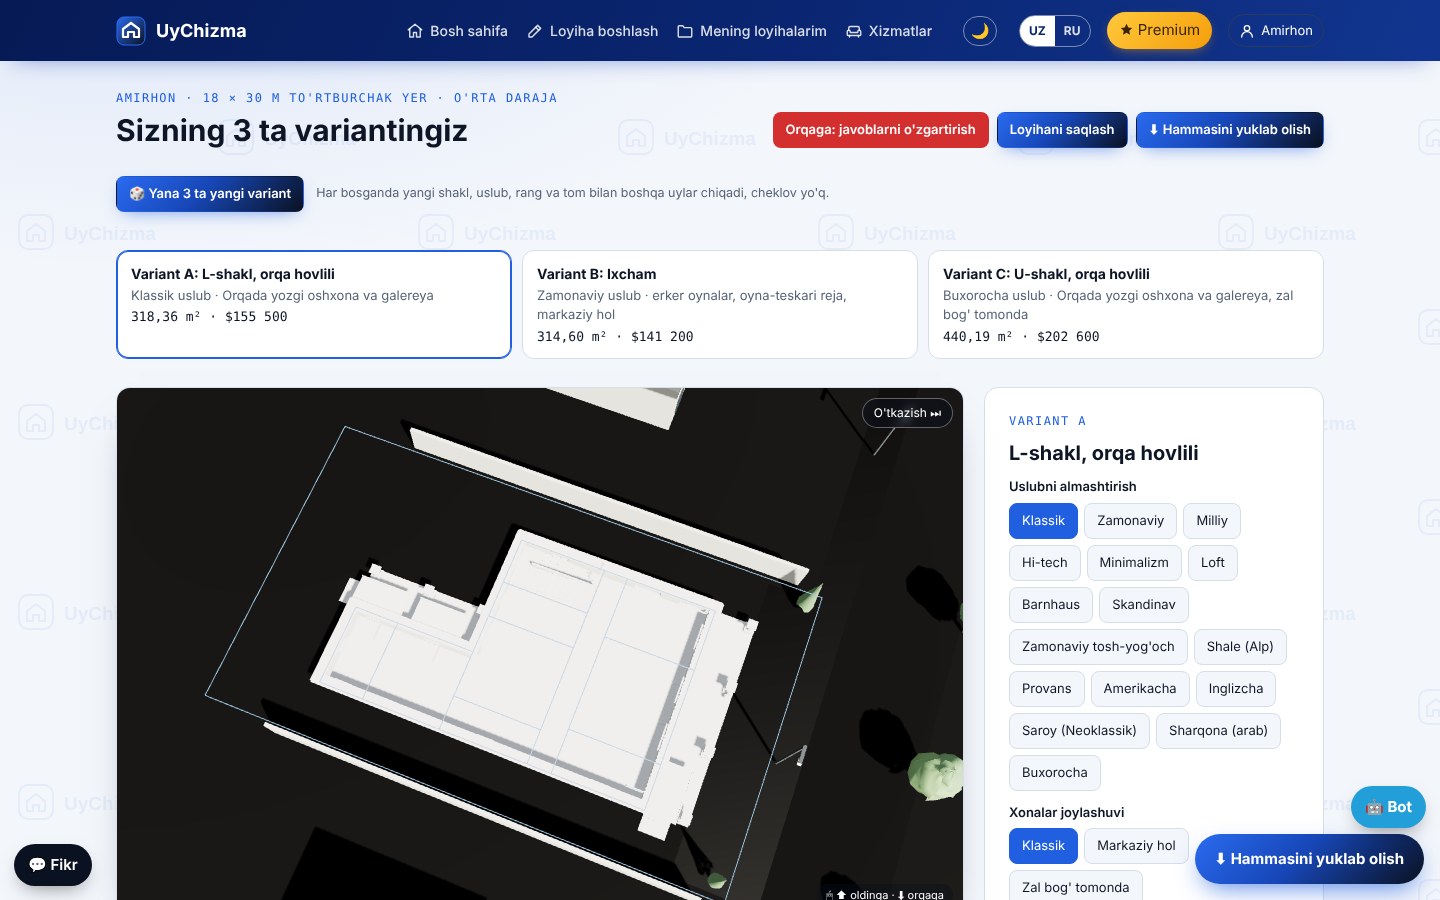 UyChizma
Bosh sahifa
Loyiha boshlash
Mening loyihalarim
Xizmatlar
UZ
RU
Premium
Amirhon
AMIRHON · 18 × 30 M TO'RTBURCHAK YER · O'RTA DARAJA
Sizning 3 ta variantingiz
Orqaga: javoblarni o'zgartirish
Loyihani saqlash
⬇ Hammasini yuklab olish
🎲 Yana 3 ta yangi variant
Har bosganda yangi shakl, uslub, rang va tom bilan boshqa uylar chiqadi, cheklov yo'q.
Variant A: L-shakl, orqa hovlili
Klassik uslub · Orqada yozgi oshxona va galereya
318,36 m² · $155 500
Variant B: Ixcham
Zamonaviy uslub · erker oynalar, oyna-teskari reja,
markaziy hol
314,60 m² · $141 200
Variant C: U-shakl, orqa hovlili
Buxorocha uslub · Orqada yozgi oshxona va galereya, zal
bog' tomonda
440,19 m² · $202 600
O'tkazish ⏭
⬆ oldinga · ⬇ orqaga
VARIANT A
L-shakl, orqa hovlili
Uslubni almashtirish
Klassik
Zamonaviy
Milliy
Hi-tech
Minimalizm
Loft
Barnhaus
Skandinav
Zamonaviy tosh-yog'och
Shale (Alp)
Provans
Amerikacha
Inglizcha
Saroy (Neoklassik)
Sharqona (arab)
Buxorocha
Xonalar joylashuvi
Klassik
Markaziy hol
Zal bog' tomonda
🤖 Bot
⬇ Hammasini yuklab olish
💬 Fikr